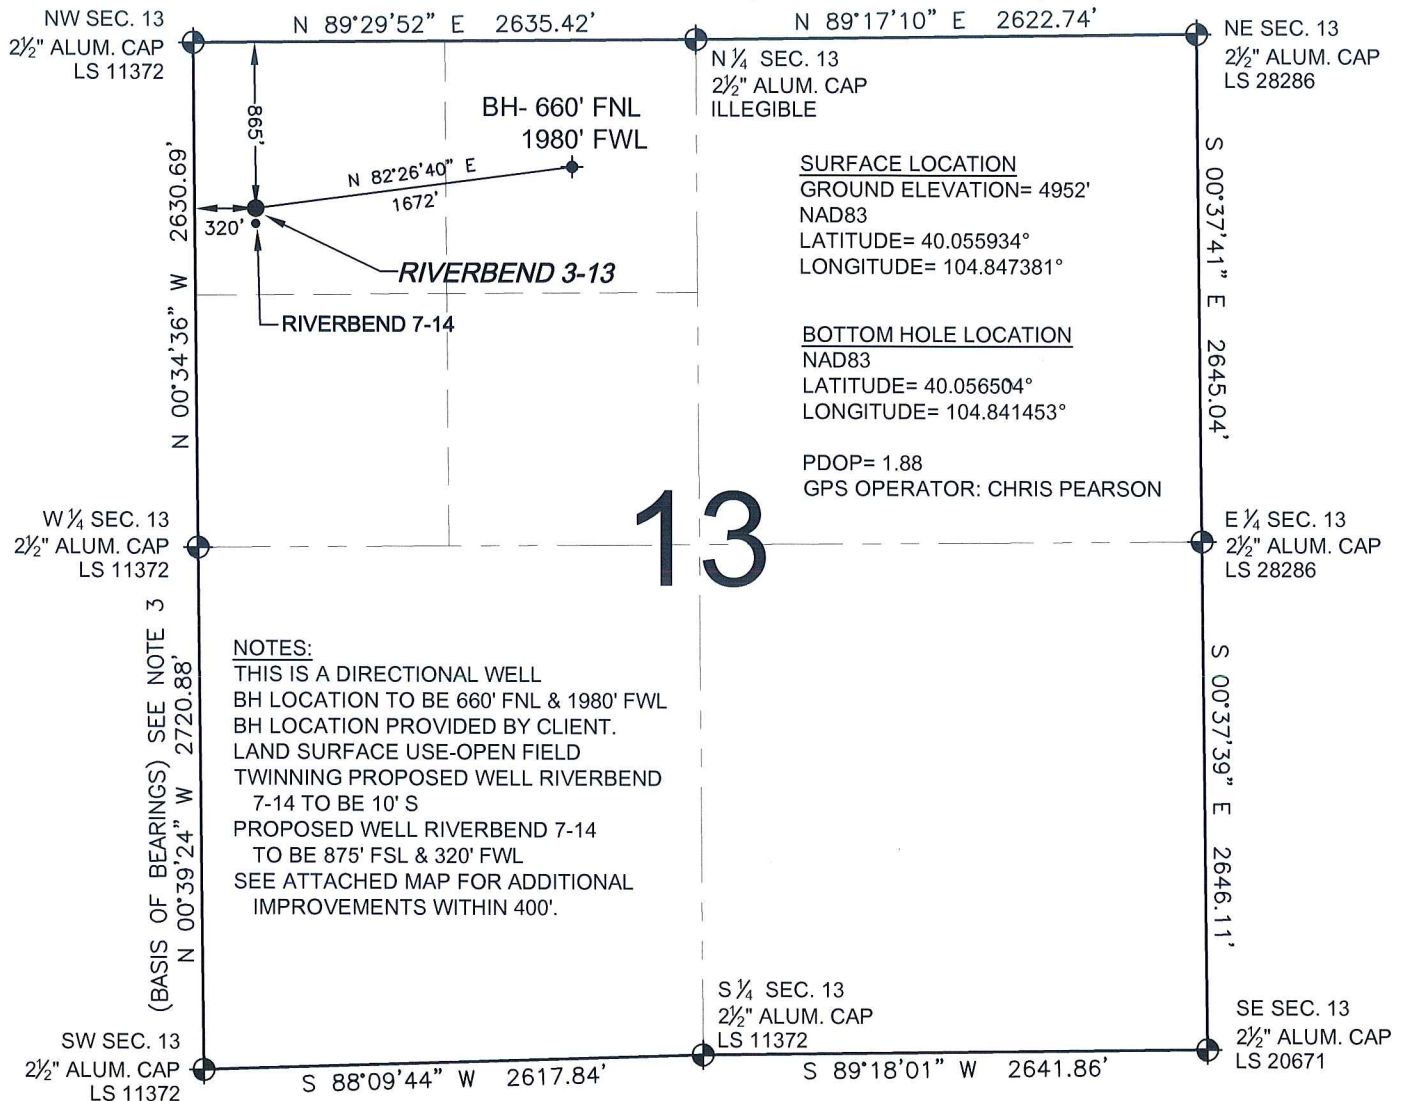 NW SEC. 13
2½" ALUM. CAP
LS 11372
N 89°29'52" E 2635.42'
N 89°17'10" E 2622.74'
NE SEC. 13
2½" ALUM. CAP
LS 28286
N ¼ SEC. 13
2½" ALUM. CAP
ILLEGIBLE
865'
BH- 660' FNL
1980' FWL
N 82°26'40" E
1672'
320'
RIVERBEND 3-13
RIVERBEND 7-14
N 00°34'36" W 2630.69'
SURFACE LOCATION
GROUND ELEVATION= 4952'
NAD83
LATITUDE= 40.055934°
LONGITUDE= 104.847381°
BOTTOM HOLE LOCATION
NAD83
LATITUDE= 40.056504°
LONGITUDE= 104.841453°
PDOP= 1.88
GPS OPERATOR: CHRIS PEARSON
S 00°37'41" E 2645.04'
W ¼ SEC. 13
2½" ALUM. CAP
LS 11372
13
E ¼ SEC. 13
2½" ALUM. CAP
LS 28286
(BASIS OF BEARINGS) SEE NOTE 3
N 00°39'24" W 2720.88'
NOTES:
THIS IS A DIRECTIONAL WELL
BH LOCATION TO BE 660' FNL & 1980' FWL
BH LOCATION PROVIDED BY CLIENT.
LAND SURFACE USE-OPEN FIELD
TWINNING PROPOSED WELL RIVERBEND
7-14 TO BE 10' S
PROPOSED WELL RIVERBEND 7-14
TO BE 875' FSL & 320' FWL
SEE ATTACHED MAP FOR ADDITIONAL
IMPROVEMENTS WITHIN 400'.
S 00°37'39" E 2646.11'
SW SEC. 13
2½" ALUM. CAP
LS 11372
S 88°09'44" W 2617.84'
S ¼ SEC. 13
2½" ALUM. CAP
LS 11372
S 89°18'01" W 2641.86'
SE SEC. 13
2½" ALUM. CAP
LS 20671